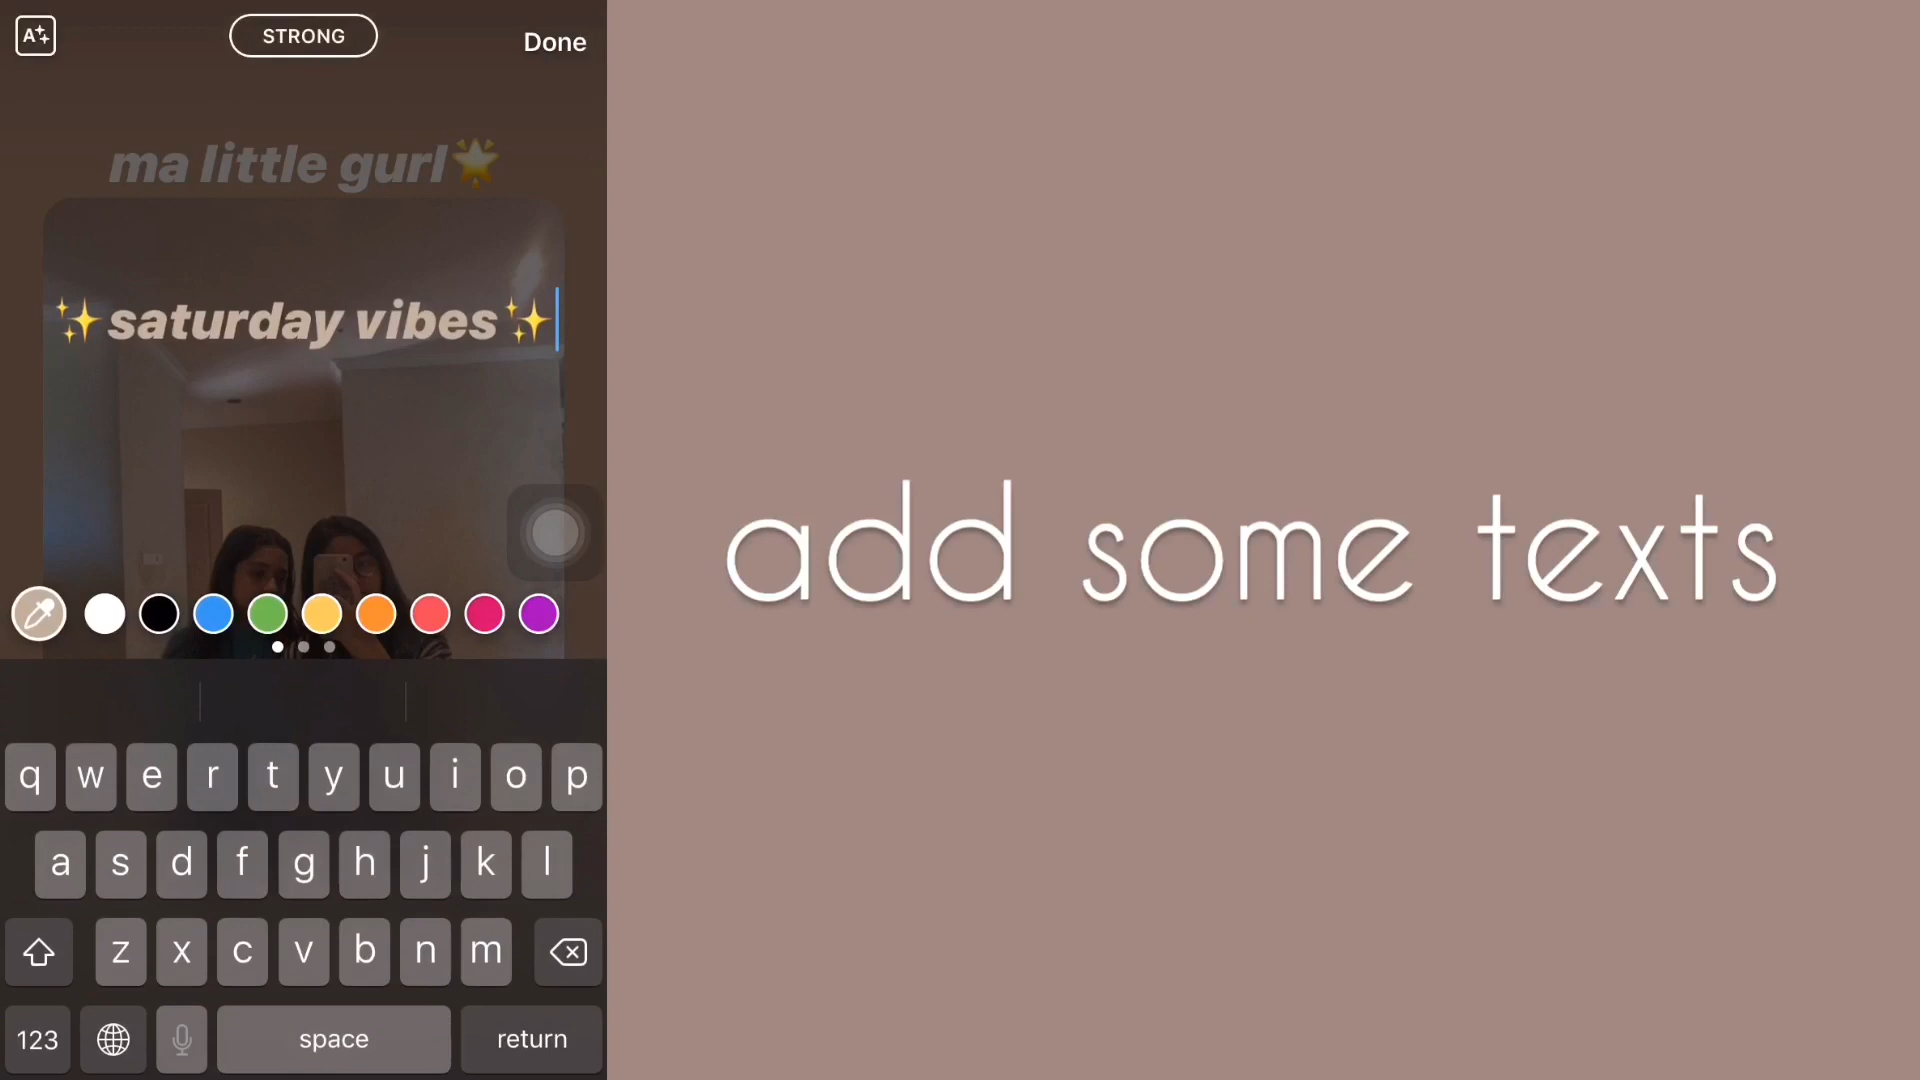 A
STRONG
Done
ma little gurl🌟
✨saturday vibes✨
add some texts
q w e r t y u i o p
a s d f g h j k l
z x c v b n m
123
space
return